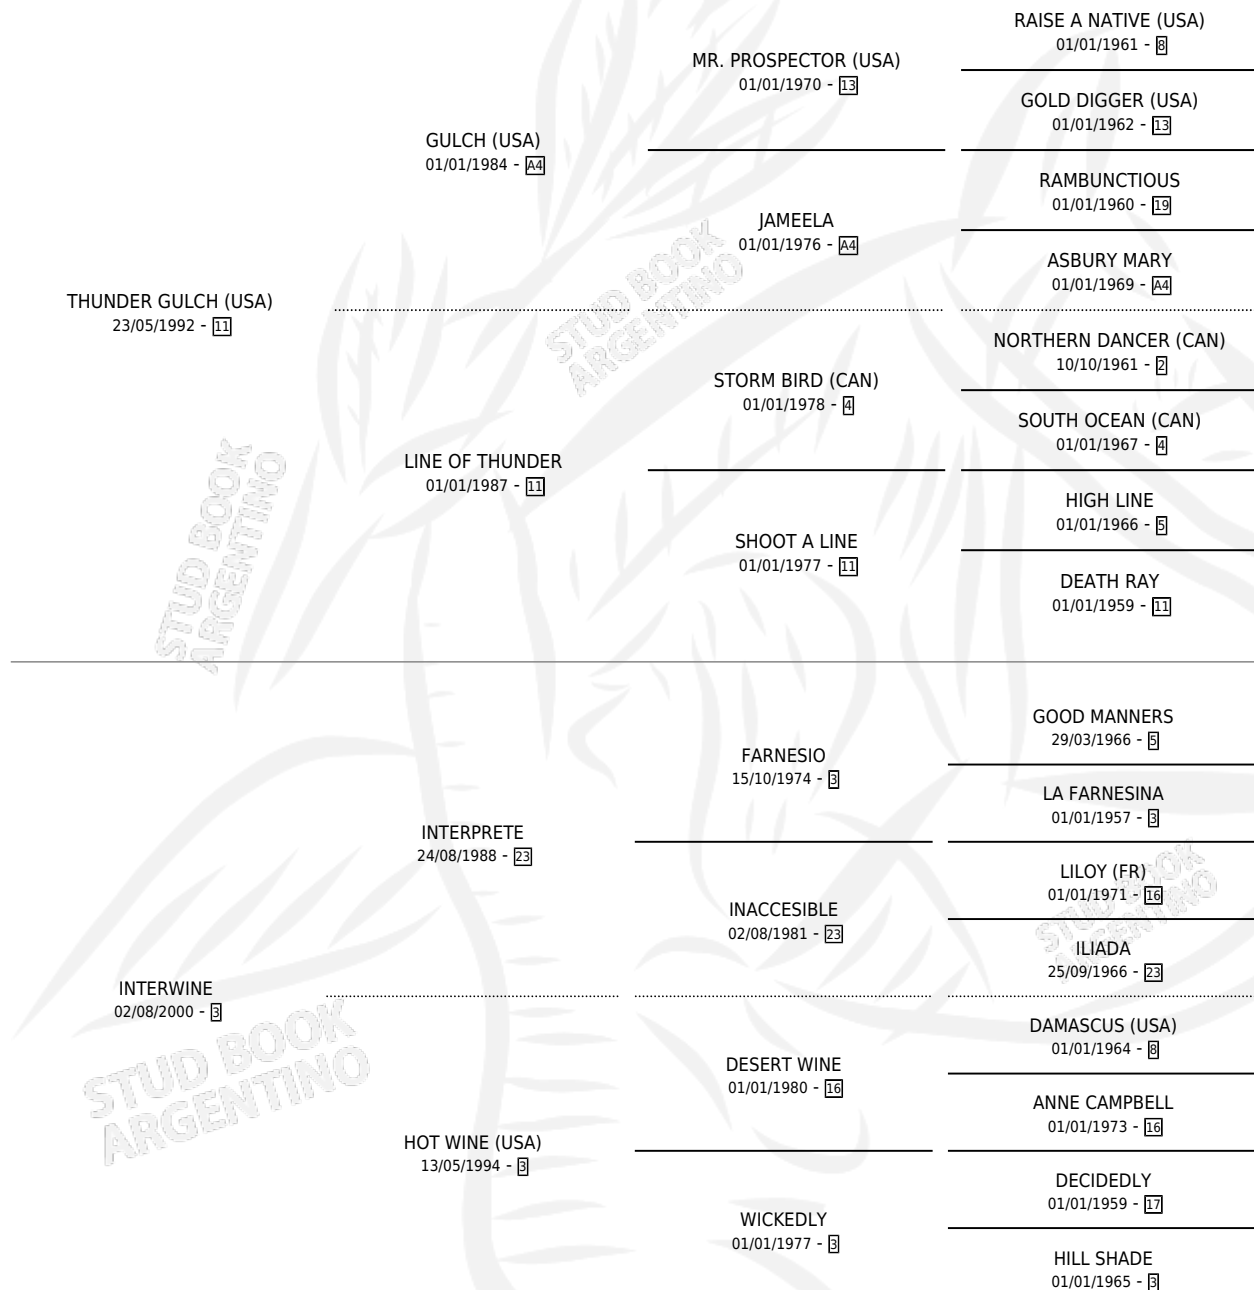 RAISE A NATIVE (USA)
01/01/1961 - 8
MR. PROSPECTOR (USA)
01/01/1970 - 13
GOLD DIGGER (USA)
01/01/1962 - 13
GULCH (USA)
01/01/1984 - A4
RAMBUNCTIOUS
01/01/1960 - 19
JAMEELA
01/01/1976 - A4
ASBURY MARY
01/01/1969 - A4
THUNDER GULCH (USA)
23/05/1992 - 11
NORTHERN DANCER (CAN)
10/10/1961 - 2
STORM BIRD (CAN)
01/01/1978 - 4
SOUTH OCEAN (CAN)
01/01/1967 - 4
LINE OF THUNDER
01/01/1987 - 11
HIGH LINE
01/01/1966 - 5
SHOOT A LINE
01/01/1977 - 11
DEATH RAY
01/01/1959 - 11
GOOD MANNERS
29/03/1966 - 5
FARNESIO
15/10/1974 - 3
LA FARNESINA
01/01/1957 - 3
INTERPRETE
24/08/1988 - 23
LILOY (FR)
01/01/1971 - 16
INACCESIBLE
02/08/1981 - 23
ILIADA
25/09/1966 - 23
INTERWINE
02/08/2000 - 3
DAMASCUS (USA)
01/01/1964 - 8
DESERT WINE
01/01/1980 - 16
ANNE CAMPBELL
01/01/1973 - 16
HOT WINE (USA)
13/05/1994 - 3
DECIDEDLY
01/01/1959 - 17
WICKEDLY
01/01/1977 - 3
HILL SHADE
01/01/1965 - 3
STUD BOOK
ARGENTINO
STUD BOOK
ARGENTINO
STUD BOOK
ARGENTINO
STUD BOOK
ARGENTINO